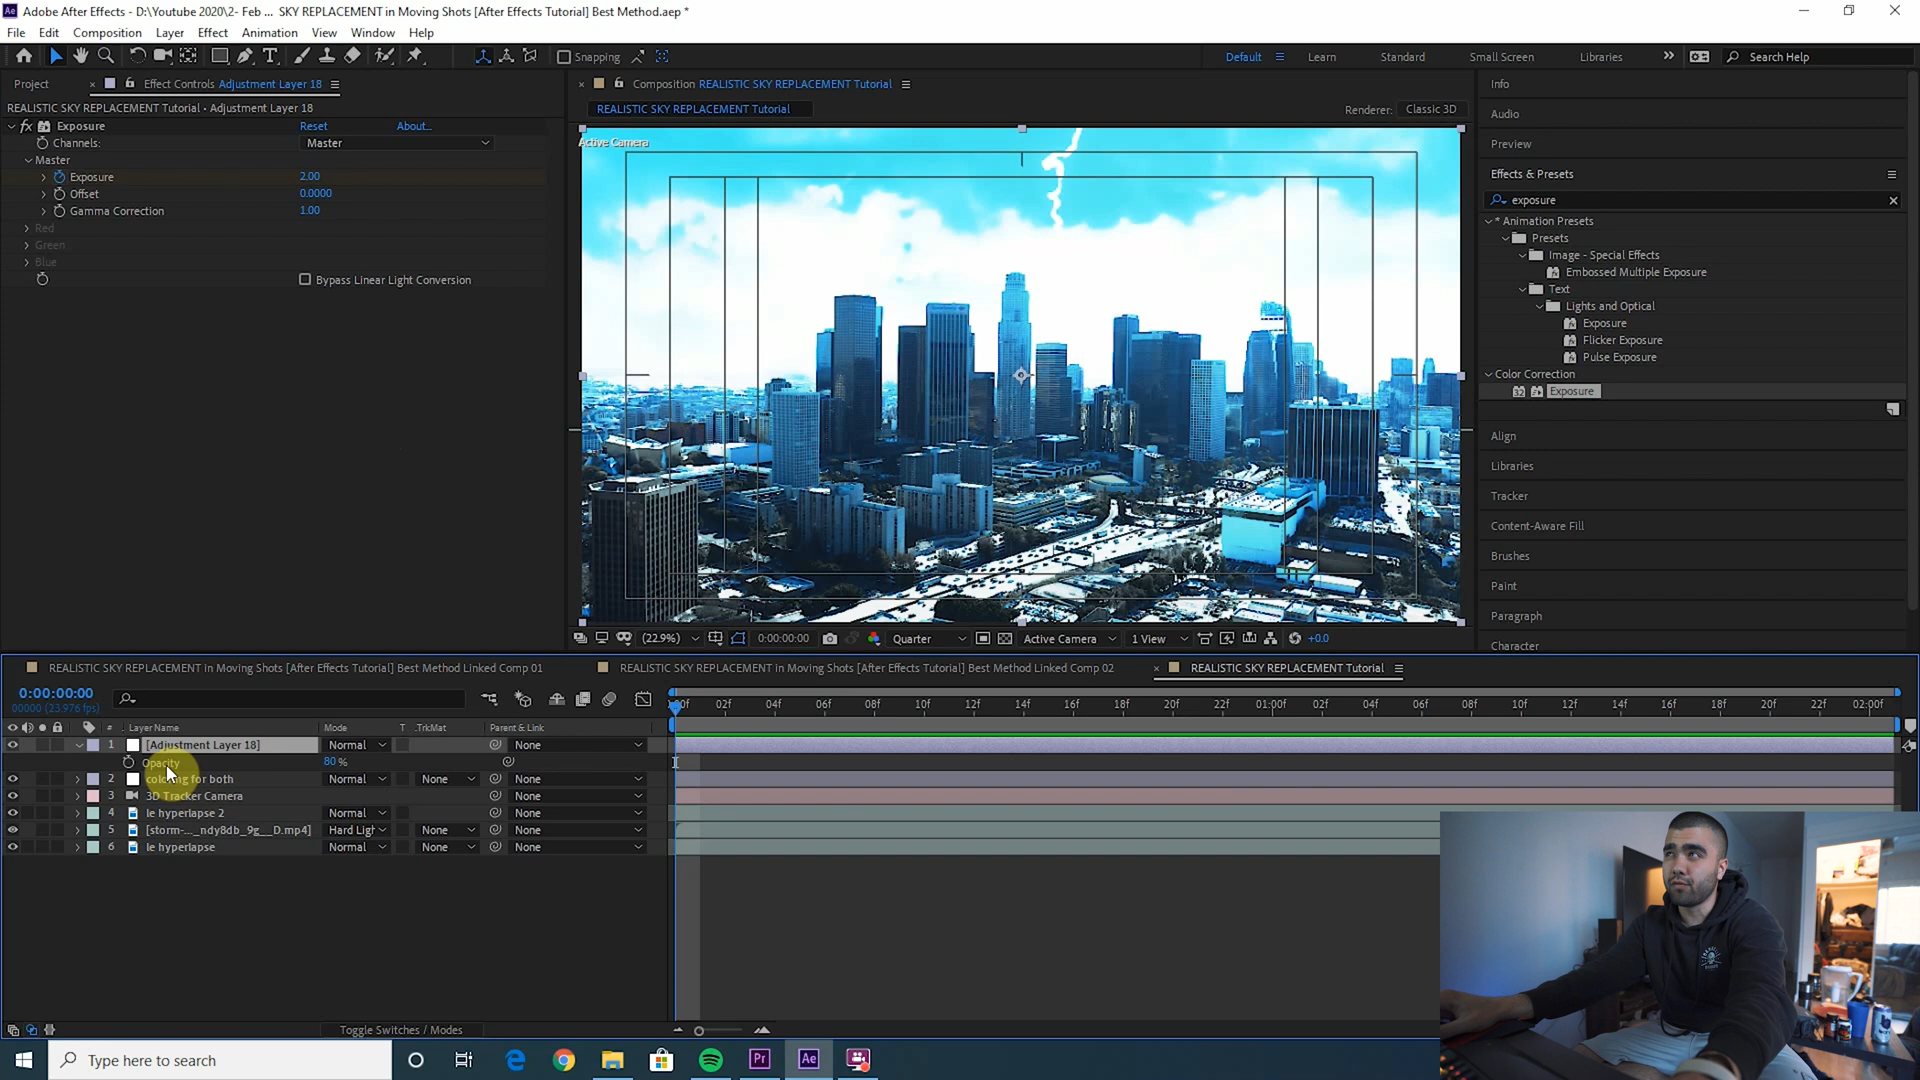 Adobe After Effects - D:\Youtube 2020\2- Feb ... SKY REPLACEMENT in Moving Shots [After Effects Tutorial] Best Method.aep *
File Edit Composition Layer Effect Animation View Window Help
Snapping
Default Learn Standard Small Screen Libraries Search Help
Project Effect Controls Adjustment Layer 18
REALISTIC SKY REPLACEMENT Tutorial • Adjustment Layer 18
fx Exposure Reset About...
Channels: Master
Master
Exposure 2.00
Offset 0.0000
Gamma Correction 1.00
Red
Green
Blue
Bypass Linear Light Conversion
Composition REALISTIC SKY REPLACEMENT Tutorial
REALISTIC SKY REPLACEMENT Tutorial
Renderer: Classic 3D
Active Camera
(22.9%) 0:00:00:00 Quarter Active Camera 1 View +0.0
Info
Audio
Preview
Effects & Presets
exposure
* Animation Presets
Presets
Image - Special Effects
Embossed Multiple Exposure
Text
Lights and Optical
Exposure
Flicker Exposure
Pulse Exposure
Color Correction
Exposure
Align
Libraries
Tracker
Content-Aware Fill
Brushes
Paint
Paragraph
Character
REALISTIC SKY REPLACEMENT in Moving Shots [After Effects Tutorial] Best Method Linked Comp 01
REALISTIC SKY REPLACEMENT in Moving Shots [After Effects Tutorial] Best Method Linked Comp 02
REALISTIC SKY REPLACEMENT Tutorial
0:00:00:00
00000 (23.976 fps)
02f 04f 06f 08f 10f 12f 14f 16f 18f 20f 22f 01:00f 02f 04f 06f 08f 10f 12f 14f 16f 18f 20f 22f 02:00f
# Layer Name Mode T .TrkMat Parent & Link
1 [Adjustment Layer 18] Normal None
Opacity 80 %
2 coloring for both Normal None None
3 3D Tracker Camera None
4 le hyperlapse 2 Normal None
5 [storm-..._ndy8db_9g__D.mp4] Hard Ligh None None
6 le hyperlapse Normal None None
Toggle Switches / Modes
Type here to search
Pr Ae